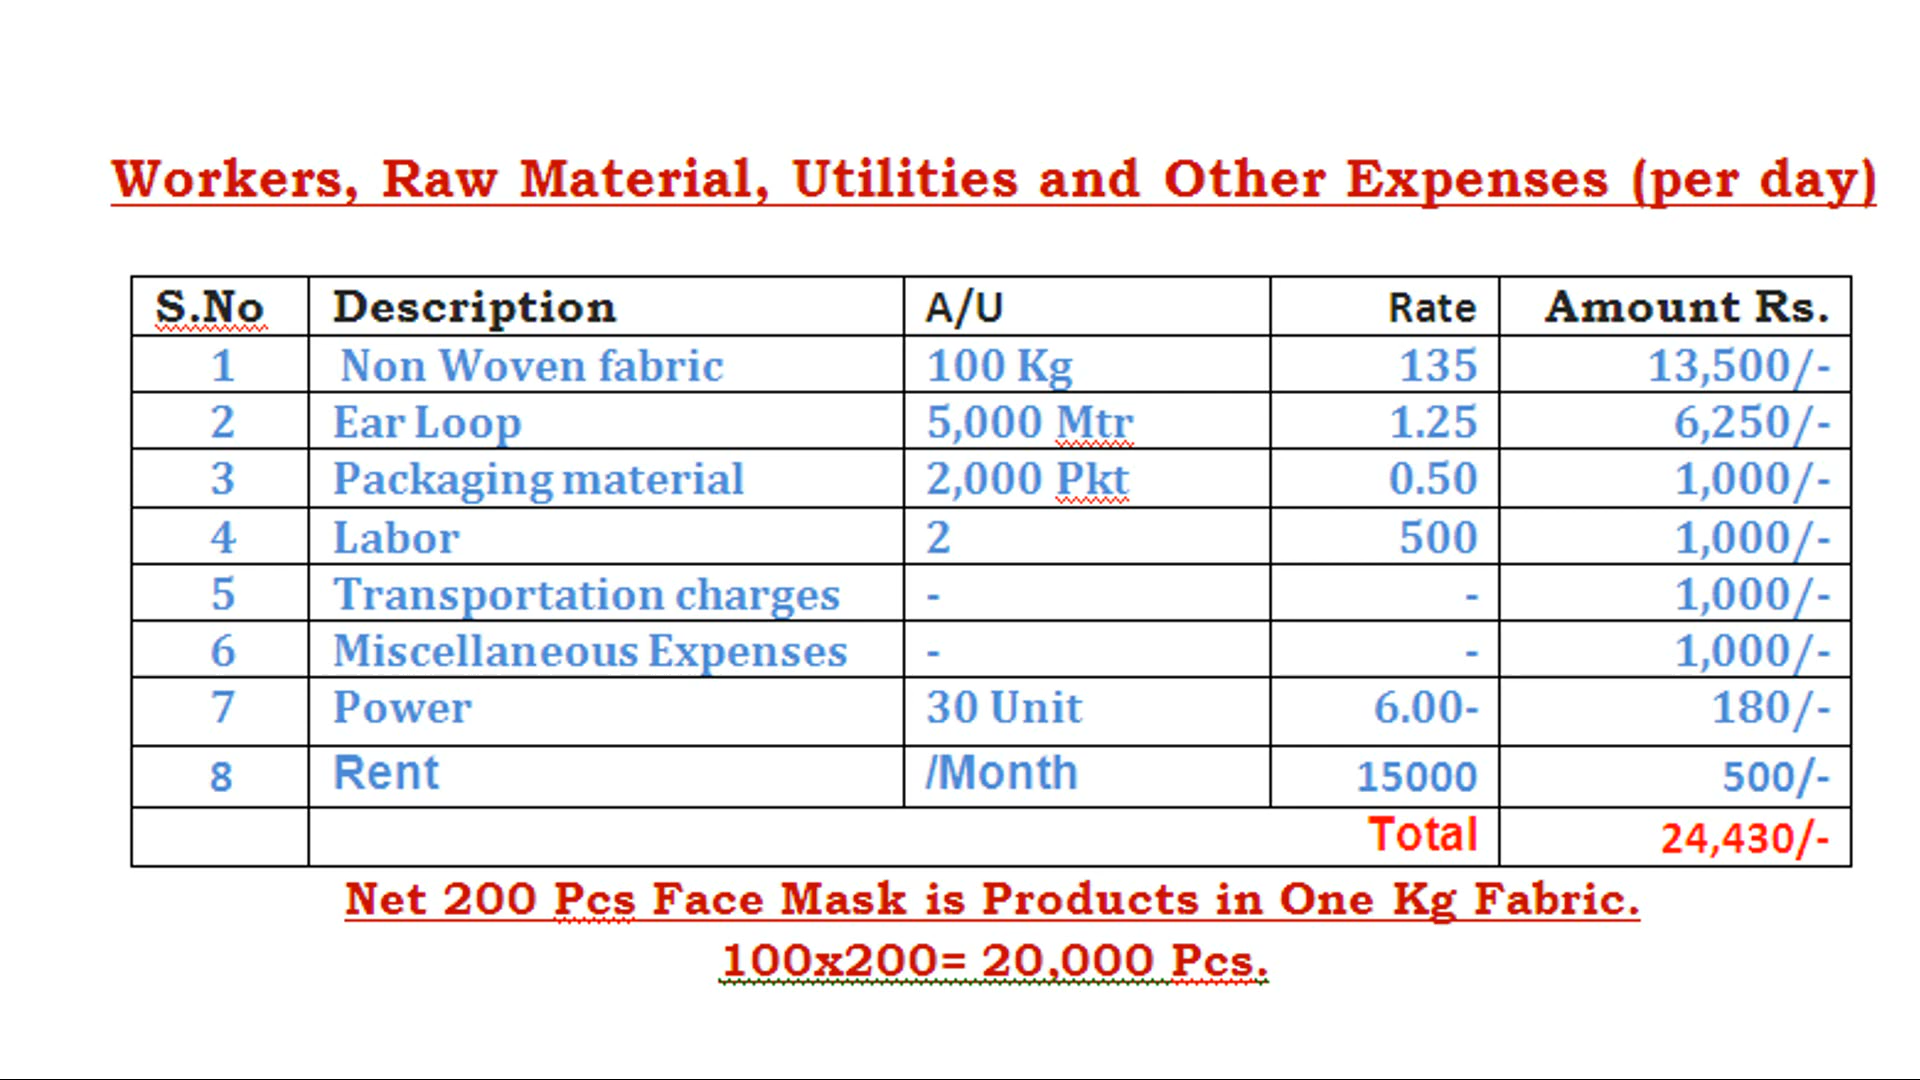 Workers, Raw Material, Utilities and Other Expenses (per day)
S.No Description A/U Rate Amount Rs.
1 Non Woven fabric 100 Kg 135 13,500/-
2 Ear Loop 5,000 Mtr 1.25 6,250/-
3 Packaging material 2,000 Pkt 0.50 1,000/-
4 Labor 2 500 1,000/-
5 Transportation charges - - 1,000/-
6 Miscellaneous Expenses - - 1,000/-
7 Power 30 Unit 6.00- 180/-
8 Rent /Month 15000 500/-
Total 24,430/-
Net 200 Pcs Face Mask is Products in One Kg Fabric.
100x200= 20,000 Pcs.